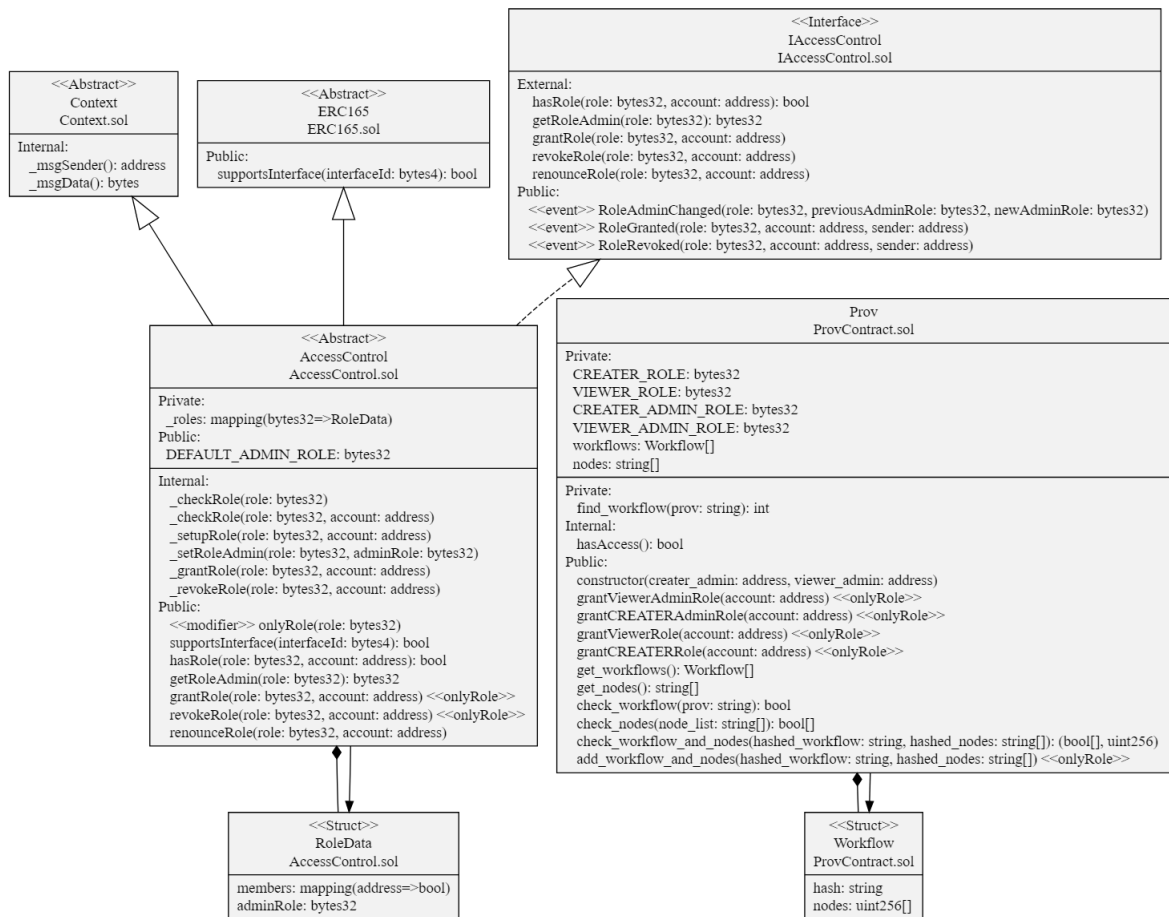 <<Abstract>>
Context
Context.sol
Internal:
_msgSender(): address
_msgData(): bytes
<<Abstract>>
ERC165
ERC165.sol
Public:
supportsInterface(interfaceId: bytes4): bool
<<Interface>>
IAccessControl
IAccessControl.sol
External:
hasRole(role: bytes32, account: address): bool
getRoleAdmin(role: bytes32): bytes32
grantRole(role: bytes32, account: address)
revokeRole(role: bytes32, account: address)
renounceRole(role: bytes32, account: address)
Public:
<<event>> RoleAdminChanged(role: bytes32, previousAdminRole: bytes32, newAdminRole: bytes32)
<<event>> RoleGranted(role: bytes32, account: address, sender: address)
<<event>> RoleRevoked(role: bytes32, account: address, sender: address)
<<Abstract>>
AccessControl
AccessControl.sol
Private:
_roles: mapping(bytes32=>RoleData)
Public:
DEFAULT_ADMIN_ROLE: bytes32
Internal:
_checkRole(role: bytes32)
_checkRole(role: bytes32, account: address)
_setupRole(role: bytes32, account: address)
_setRoleAdmin(role: bytes32, adminRole: bytes32)
_grantRole(role: bytes32, account: address)
_revokeRole(role: bytes32, account: address)
Public:
<<modifier>> onlyRole(role: bytes32)
supportsInterface(interfaceId: bytes4): bool
hasRole(role: bytes32, account: address): bool
getRoleAdmin(role: bytes32): bytes32
grantRole(role: bytes32, account: address) <<onlyRole>>
revokeRole(role: bytes32, account: address) <<onlyRole>>
renounceRole(role: bytes32, account: address)
Prov
ProvContract.sol
Private:
CREATER_ROLE: bytes32
VIEWER_ROLE: bytes32
CREATER_ADMIN_ROLE: bytes32
VIEWER_ADMIN_ROLE: bytes32
workflows: Workflow[]
nodes: string[]
Private:
find_workflow(prov: string): int
Internal:
hasAccess(): bool
Public:
constructor(creater_admin: address, viewer_admin: address)
grantViewerAdminRole(account: address) <<onlyRole>>
grantCREATERAdminRole(account: address) <<onlyRole>>
grantViewerRole(account: address) <<onlyRole>>
grantCREATERRole(account: address) <<onlyRole>>
get_workflows(): Workflow[]
get_nodes(): string[]
check_workflow(prov: string): bool
check_nodes(node_list: string[]): bool[]
check_workflow_and_nodes(hashed_workflow: string, hashed_nodes: string[]): (bool[], uint256)
add_workflow_and_nodes(hashed_workflow: string, hashed_nodes: string[]) <<onlyRole>>
<<Struct>>
RoleData
AccessControl.sol
members: mapping(address=>bool)
adminRole: bytes32
<<Struct>>
Workflow
ProvContract.sol
hash: string
nodes: uint256[]